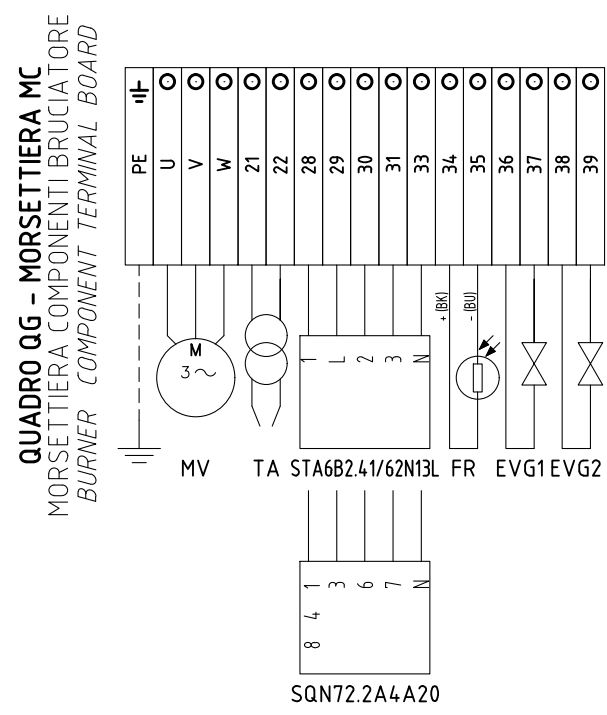 QUADRO QG - MORSETTIERA MC
MORSETTIERA COMPONENTI BRUCIATORE
BURNER COMPONENT TERMINAL BOARD
PE U V W 21 22 28 29 30 31 33 34 35 36 37 38 39
+ (BK) - (BU)
M
3~
1 L 2 3 N
MV TA STA6B2.41/62N13L FR EVG1 EVG2
1 3 6 7 N
4
8
SQN72.2A4A20